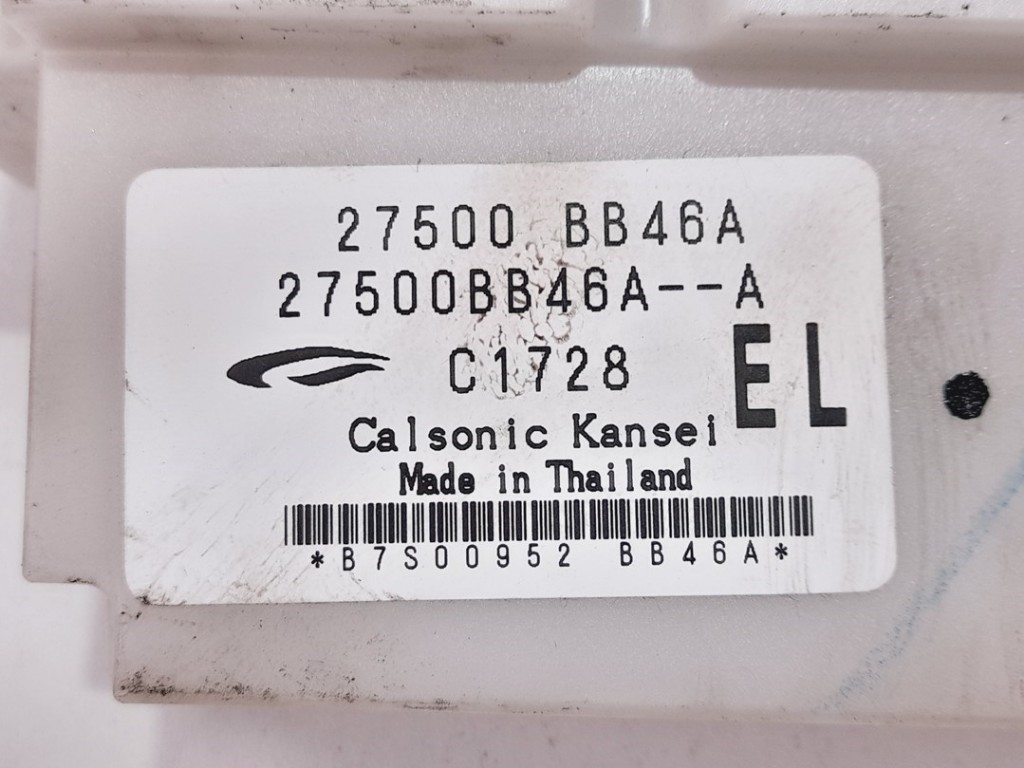 27500 BB46A
27500BB46A--A
C1728
EL
Calsonic Kansei
Made in Thailand
*B7S00952 BB46A*